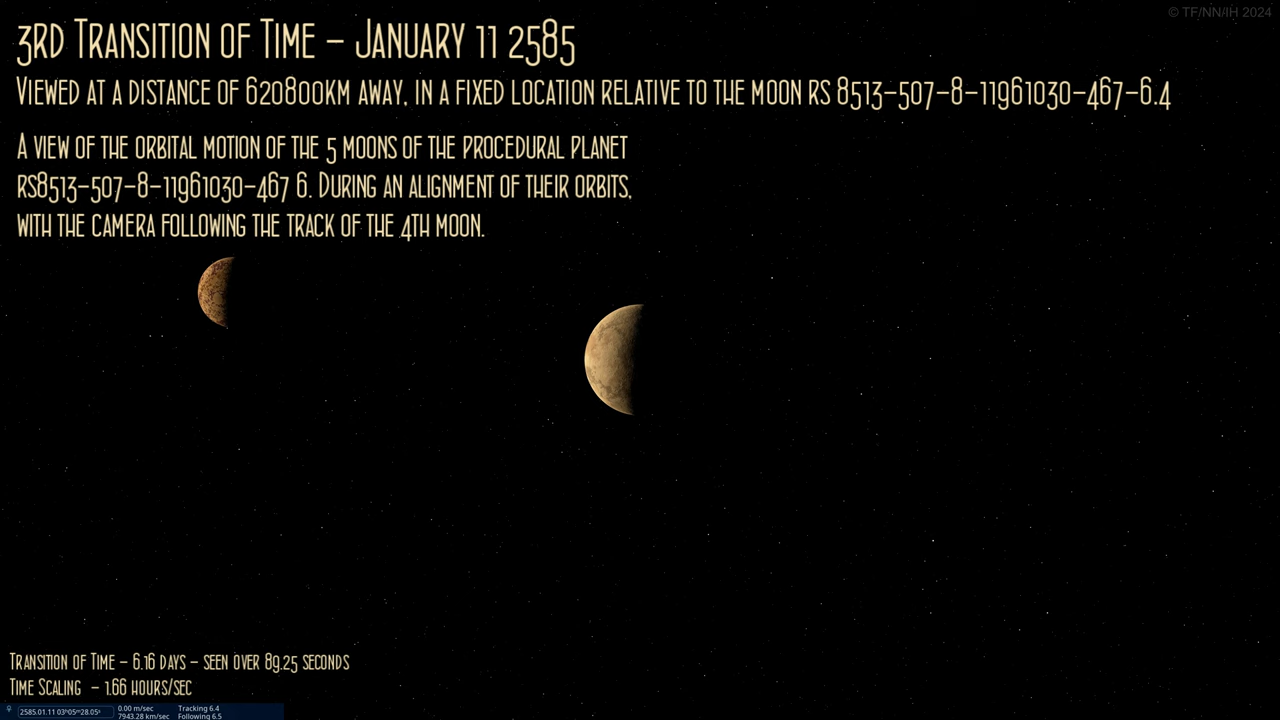 © TF/NN/IH 2024
3rd Transition of Time – January 11 2585
Viewed at a distance of 620800km away, in a fixed location relative to the moon RS 8513-507-8-11961030-467-6.4
A view of the orbital motion of the 5 moons of the procedural planet
RS8513-507-8-11961030-467 6. During an alignment of their orbits,
with the camera following the track of the 4th moon.
Transition of Time – 6.16 days – seen over 89.25 seconds
Time Scaling – 1.66 hours/sec
2585.01.11 03ʰ05ᵐ28.05ˢ 0.00 m/sec Tracking 6.4
7943.28 km/sec Following 6.5